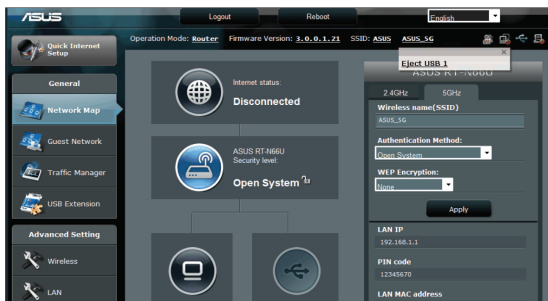 ASUS
Logout
Reboot
English
Quick Internet
Setup
Operation Mode: Router Firmware Version: 3.0.0.1.21 SSID: ASUS ASUS_5G
Eject USB 1
General
Network Map
Guest Network
Traffic Manager
USB Extension
Advanced Setting
Wireless
LAN
Internet status:
Disconnected
ASUS RT-N66U
Security level:
Open System
ASUS RT-N66U
2.4GHz
5GHz
Wireless name(SSID)
ASUS_5G
Authentication Method:
Open System
WEP Encryption:
None
Apply
LAN IP
192.168.1.1
PIN code
12345670
LAN MAC address